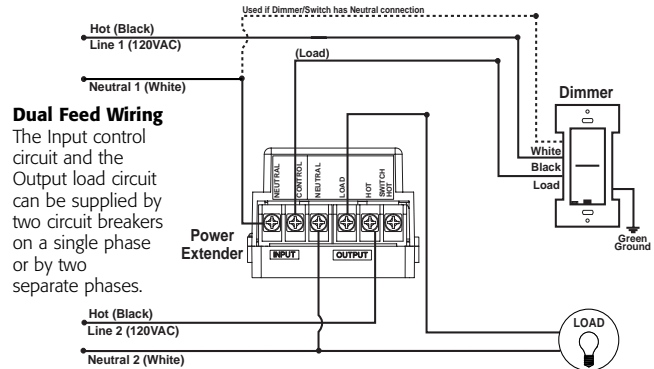 Used if Dimmer/Switch has Neutral connection
Hot (Black)
Line 1 (120VAC)
(Load)
Neutral 1 (White)
Dual Feed Wiring
The Input control
circuit and the
Output load circuit
can be supplied by
two circuit breakers
on a single phase
or by two
separate phases.
Dimmer
White
Black
Load
Green
Ground
NEUTRAL
CONTROL
NEUTRAL
LOAD
HOT
SWITCH
HOT
Power
Extender
INPUT
OUTPUT
Hot (Black)
Line 2 (120VAC)
Neutral 2 (White)
LOAD